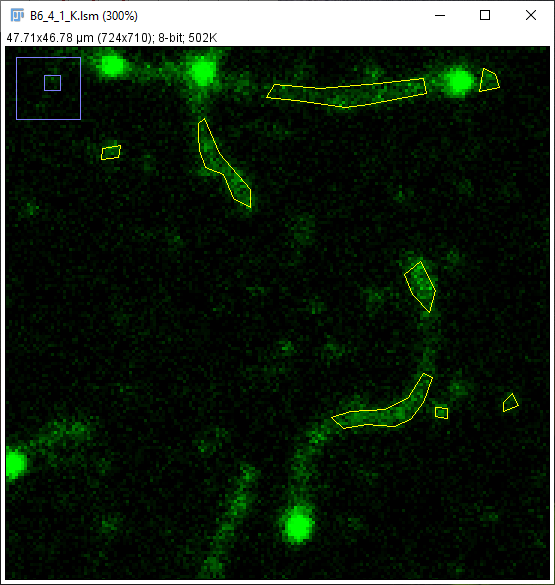 B6_4_1_K.lsm (300%)
47.71x46.78 µm (724x710); 8-bit; 502K